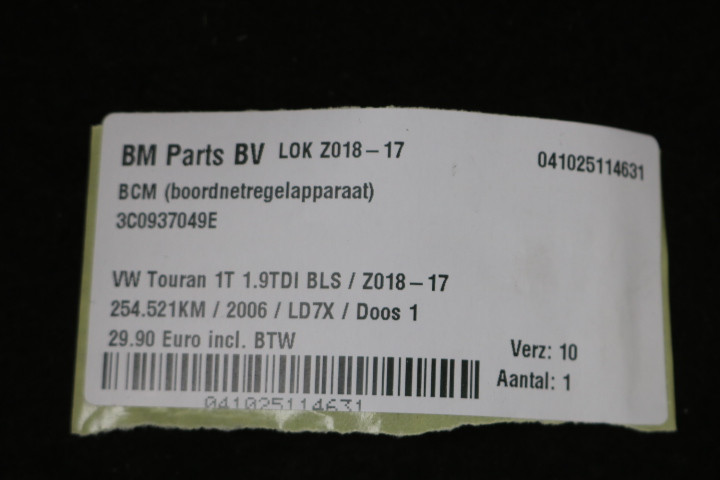 BM Parts BV LOK Z018-17 041025114631
BCM (boordnetregelapparaat)
3C0937049E
VW Touran 1T 1.9TDI BLS / Z018-17
254.521KM / 2006 / LD7X / Doos 1
29.90 Euro incl. BTW
Verz: 10
Aantal: 1
041025114631